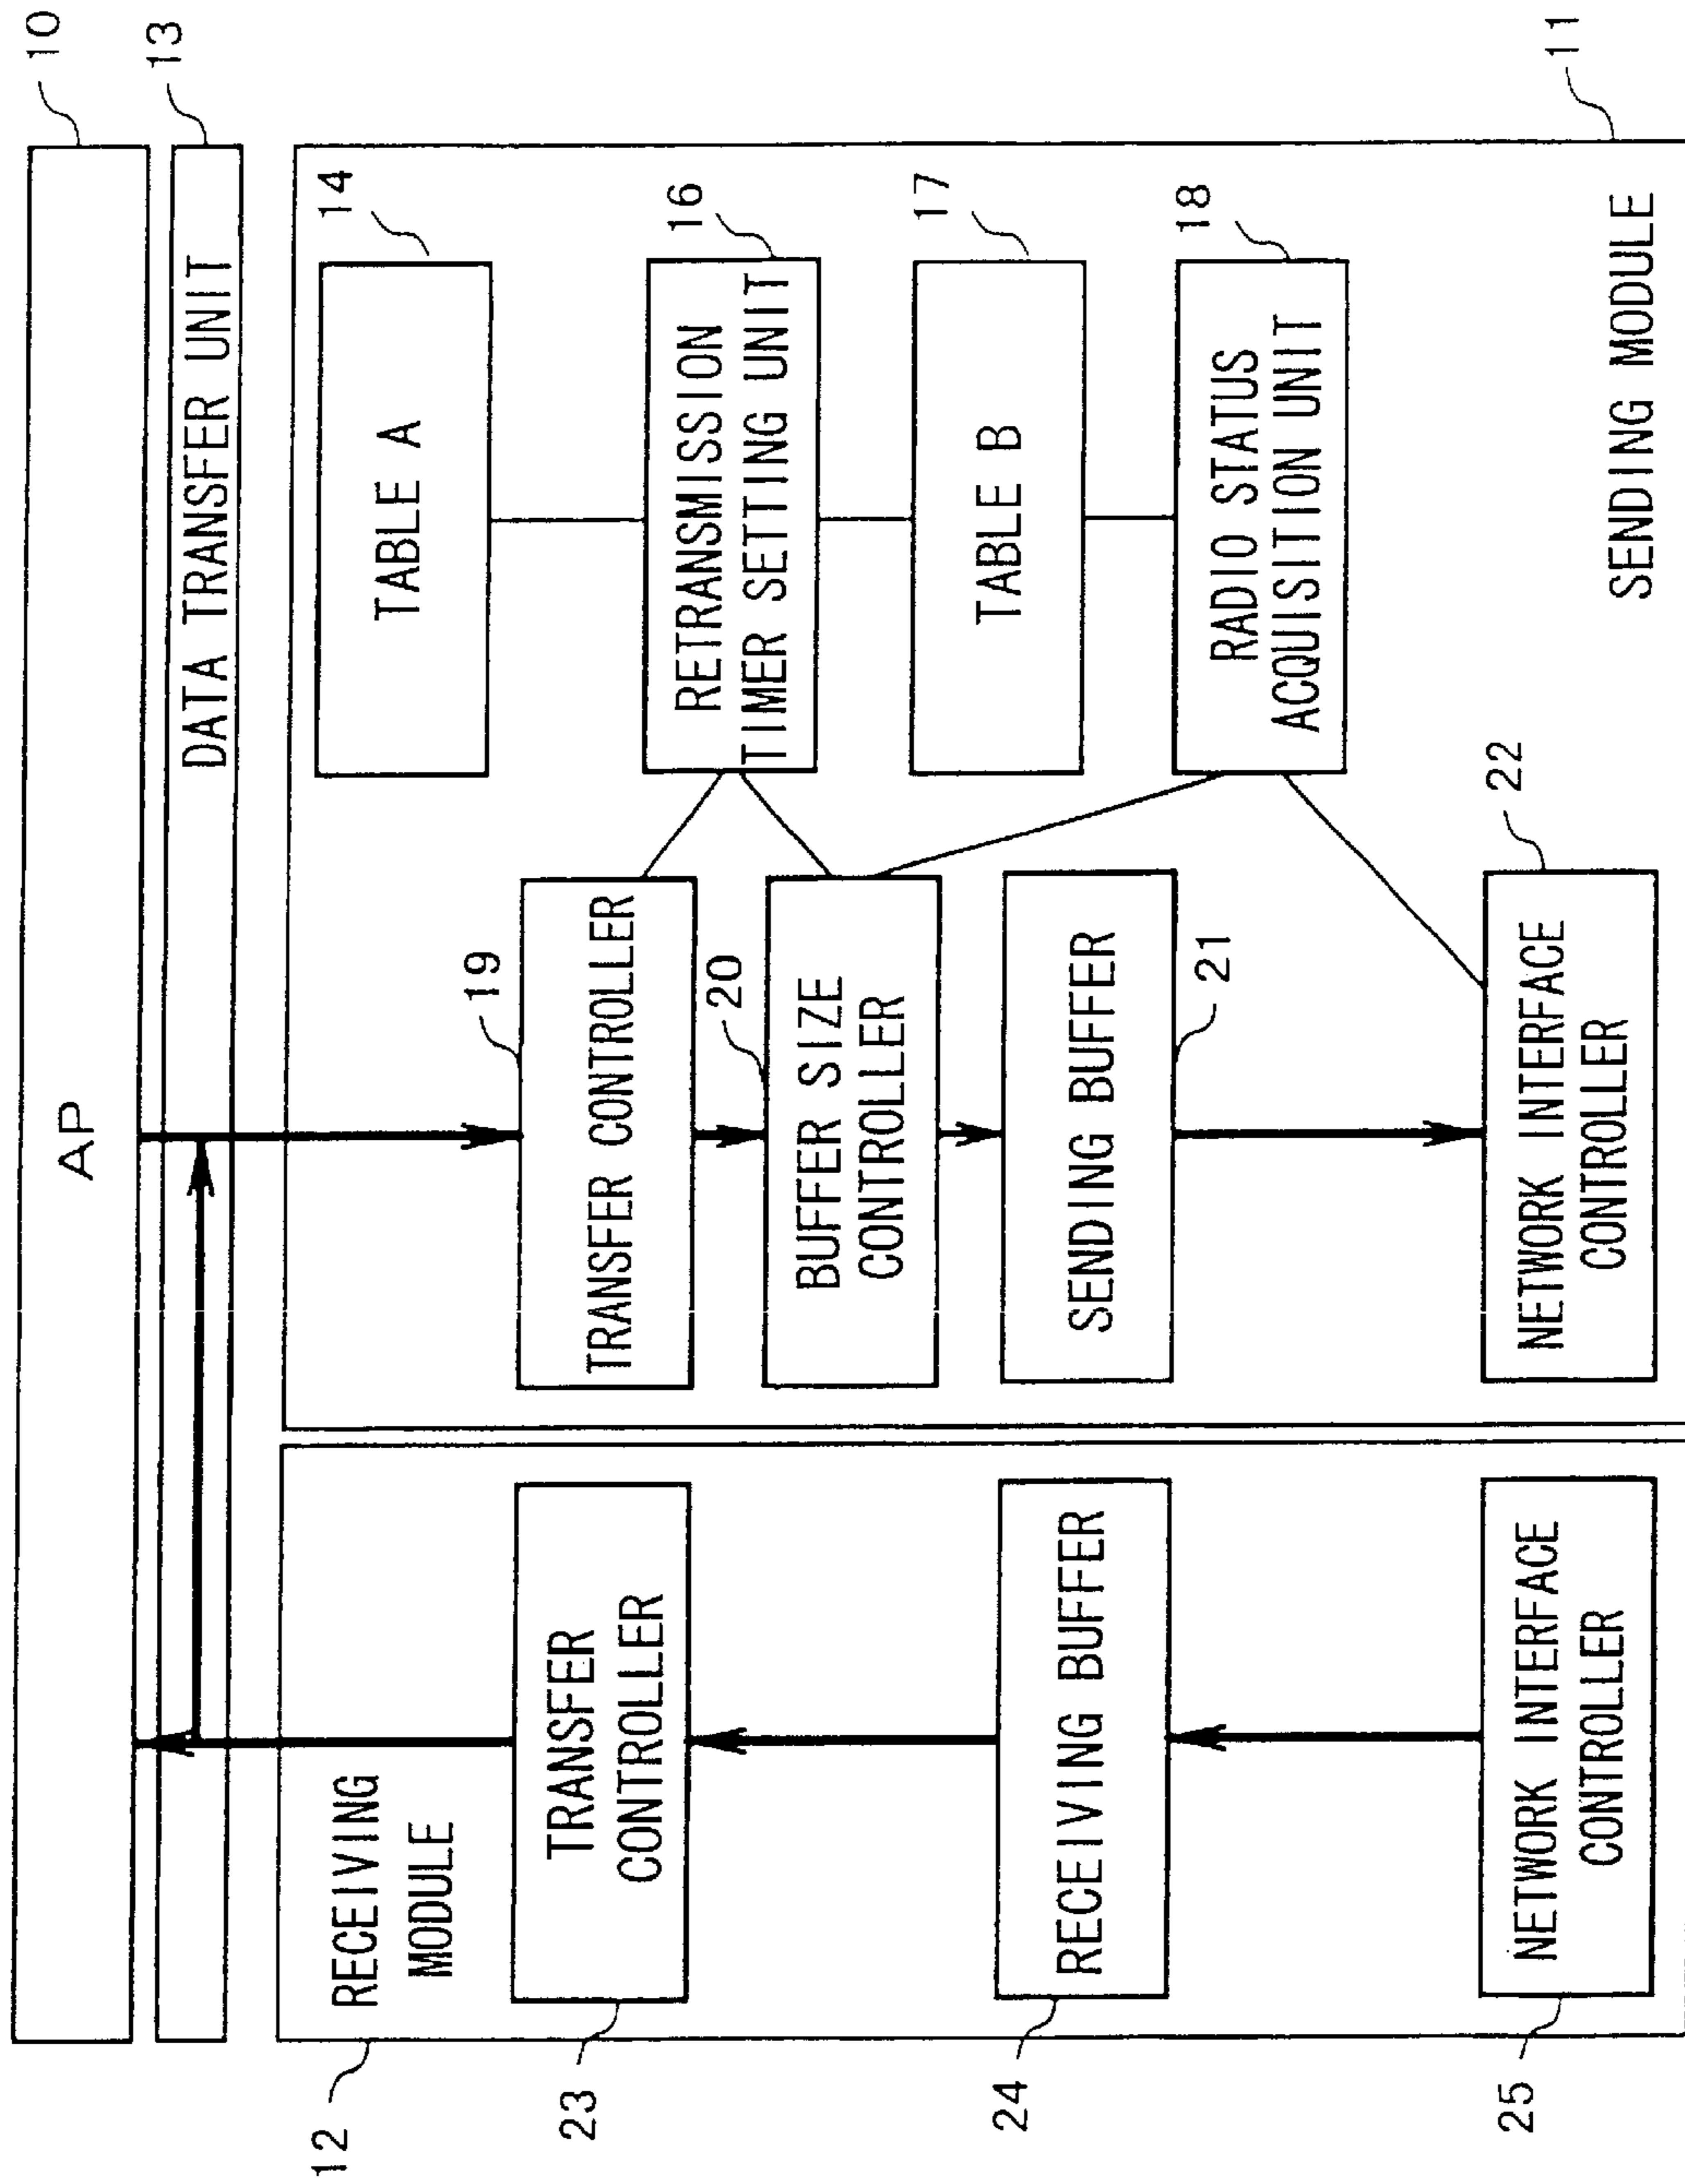 10
AP
13
DATA TRANSFER UNIT
12
RECEIVING
MODULE
23
TRANSFER
CONTROLLER
24
RECEIVING BUFFER
25
NETWORK INTERFACE
CONTROLLER
11
SENDING MODULE
19
TRANSFER CONTROLLER
20
BUFFER SIZE
CONTROLLER
SENDING BUFFER
21
22
NETWORK INTERFACE
CONTROLLER
14
TABLE A
16
RETRANSMISSION
TIMER SETTING UNIT
17
TABLE B
18
RADIO STATUS
ACQUISITION UNIT